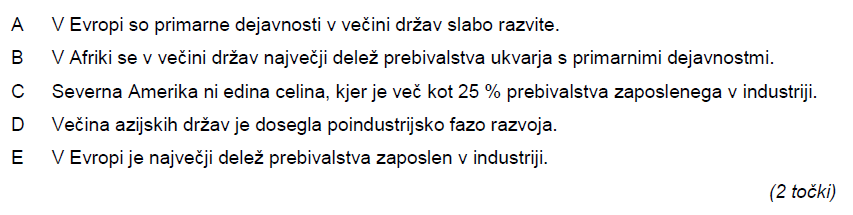 A V Evropi so primarne dejavnosti v večini držav slabo razvite.
B V Afriki se v večini držav največji delež prebivalstva ukvarja s primarnimi dejavnostmi.
C Severna Amerika ni edina celina, kjer je več kot 25 % prebivalstva zaposlenega v industriji.
D Večina azijskih držav je dosegla poindustrijsko fazo razvoja.
E V Evropi je največji delež prebivalstva zaposlen v industriji.
(2 točki)